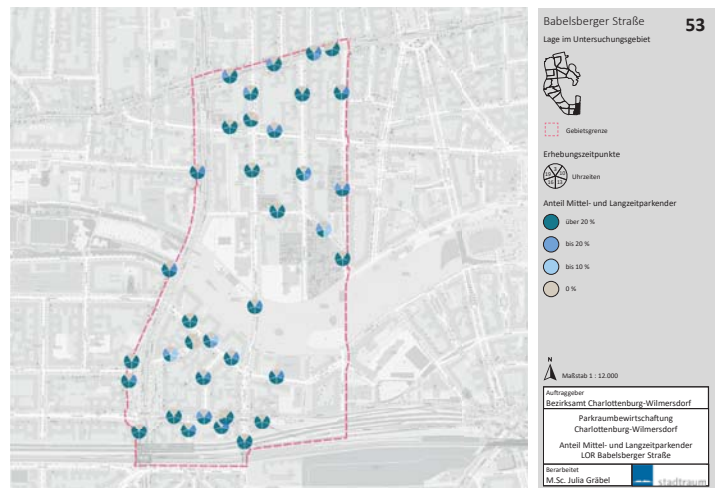 Babelsberger Straße
53
Lage im Untersuchungsgebiet
Gebietsgrenze
Erhebungszeitpunkte
Uhrzeiten
Anteil Mittel- und Langzeitparkender
über 20 %
bis 20 %
bis 10 %
0 %
N
Maßstab 1 : 12.000
Auftraggeber
Bezirksamt Charlottenburg-Wilmersdorf
Parkraumbewirtschaftung
Charlottenburg-Wilmersdorf
Anteil Mittel- und Langzeitparkender
LOR Babelsberger Straße
Berarbeitet
M.Sc. Julia Gräbel
stadtraum